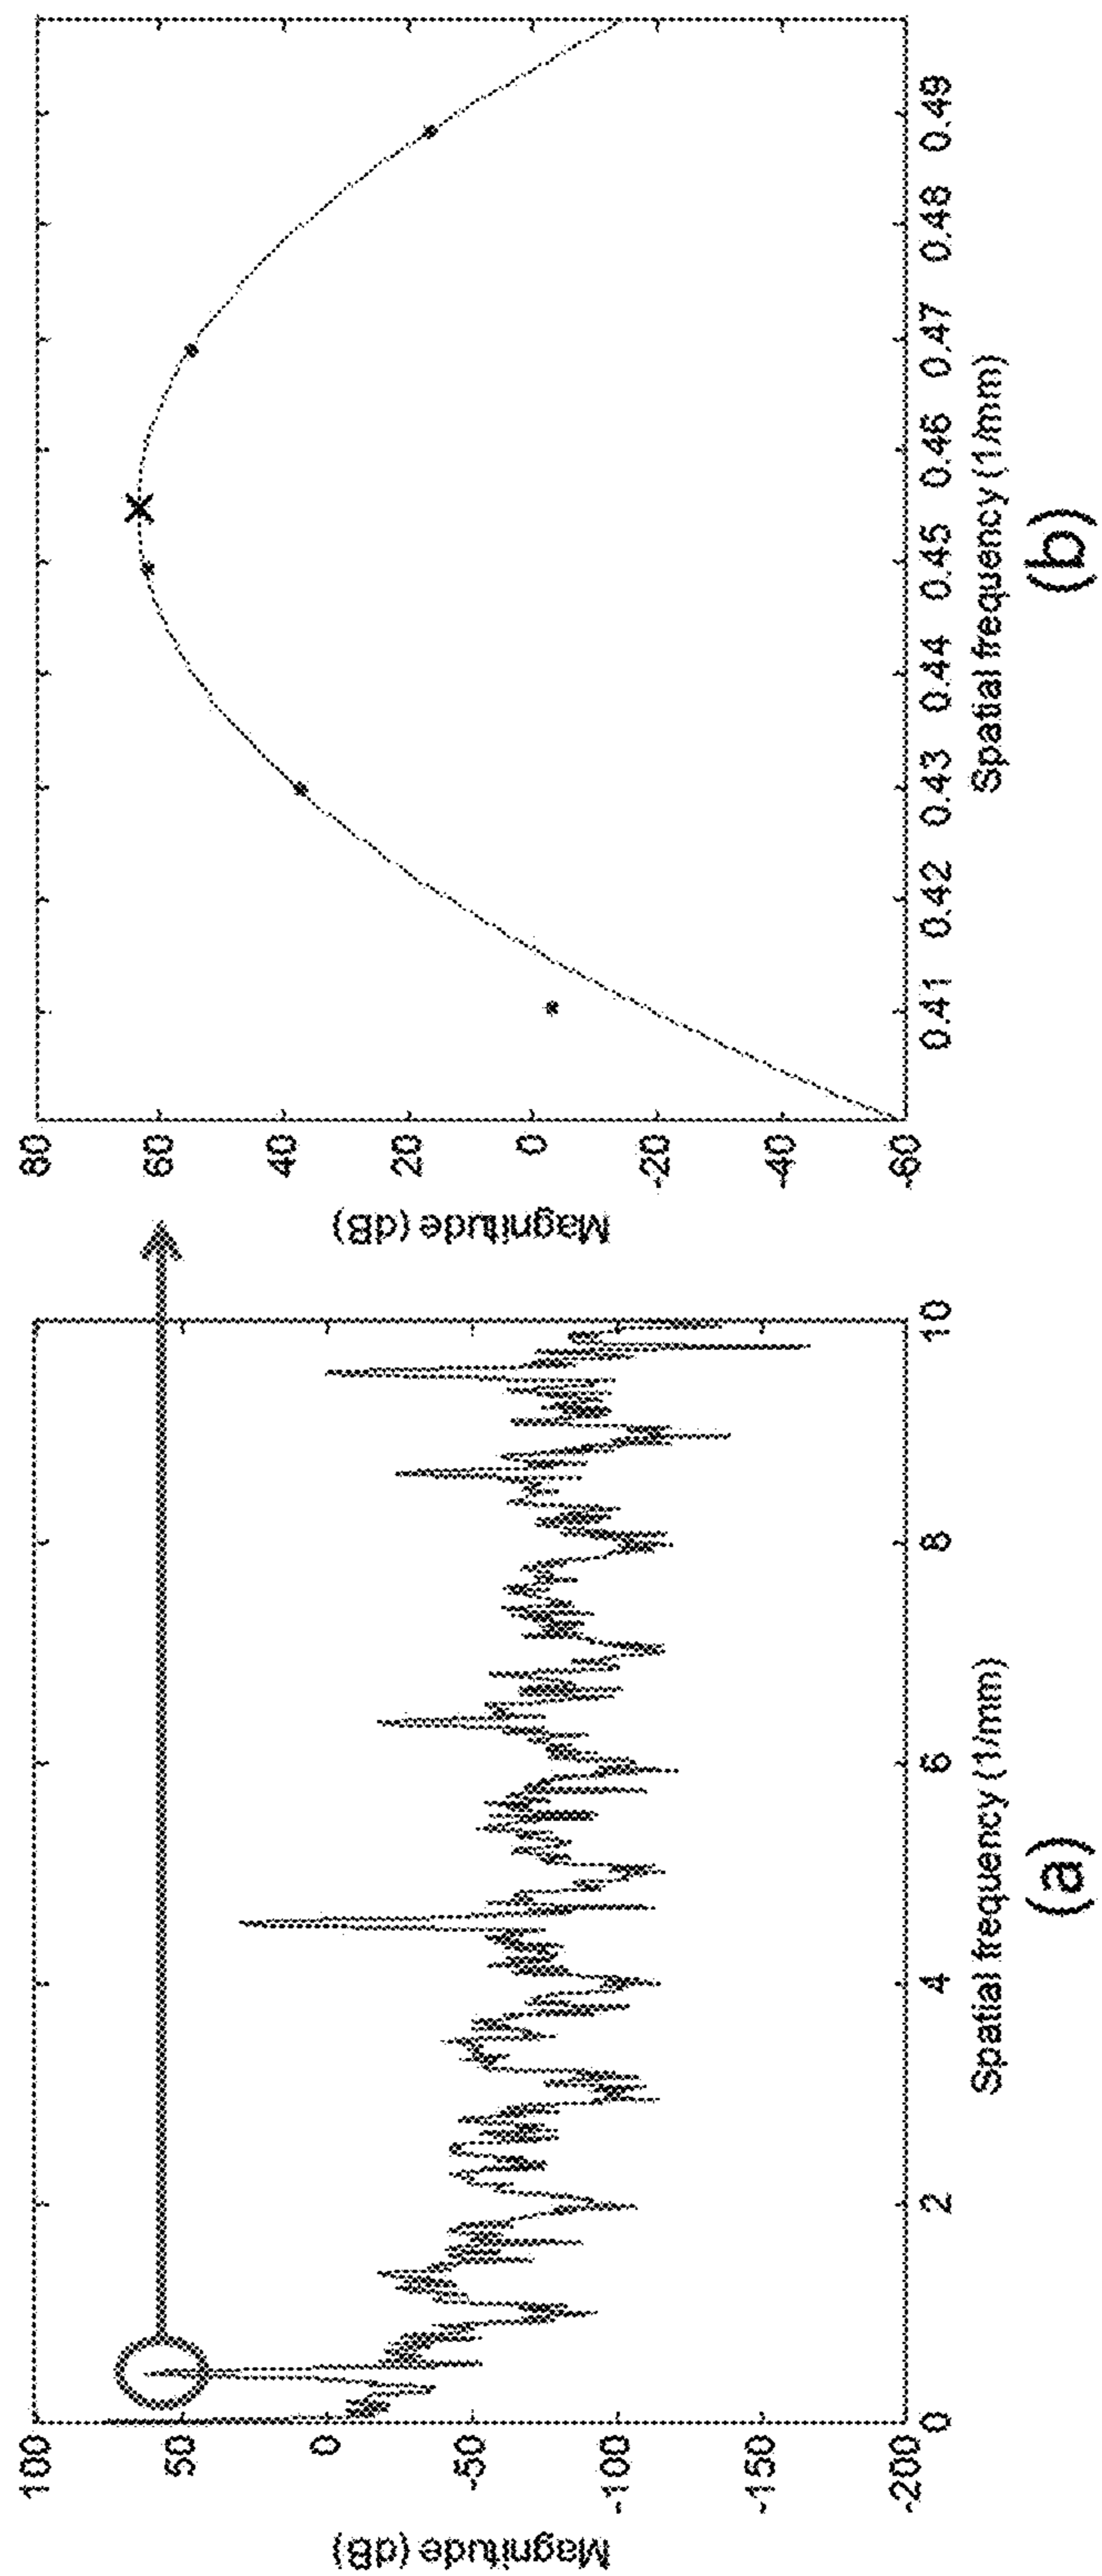 Magnitude (dB)
100
50
0
-50
-100
-150
-200
0 2 4 6 8 10
Spatial frequency (1/mm)
(a)
Magnitude (dB)
80
60
40
20
0
-20
-40
-60
0.41 0.42 0.43 0.44 0.45 0.46 0.47 0.48 0.49
Spatial frequency (1/mm)
(b)